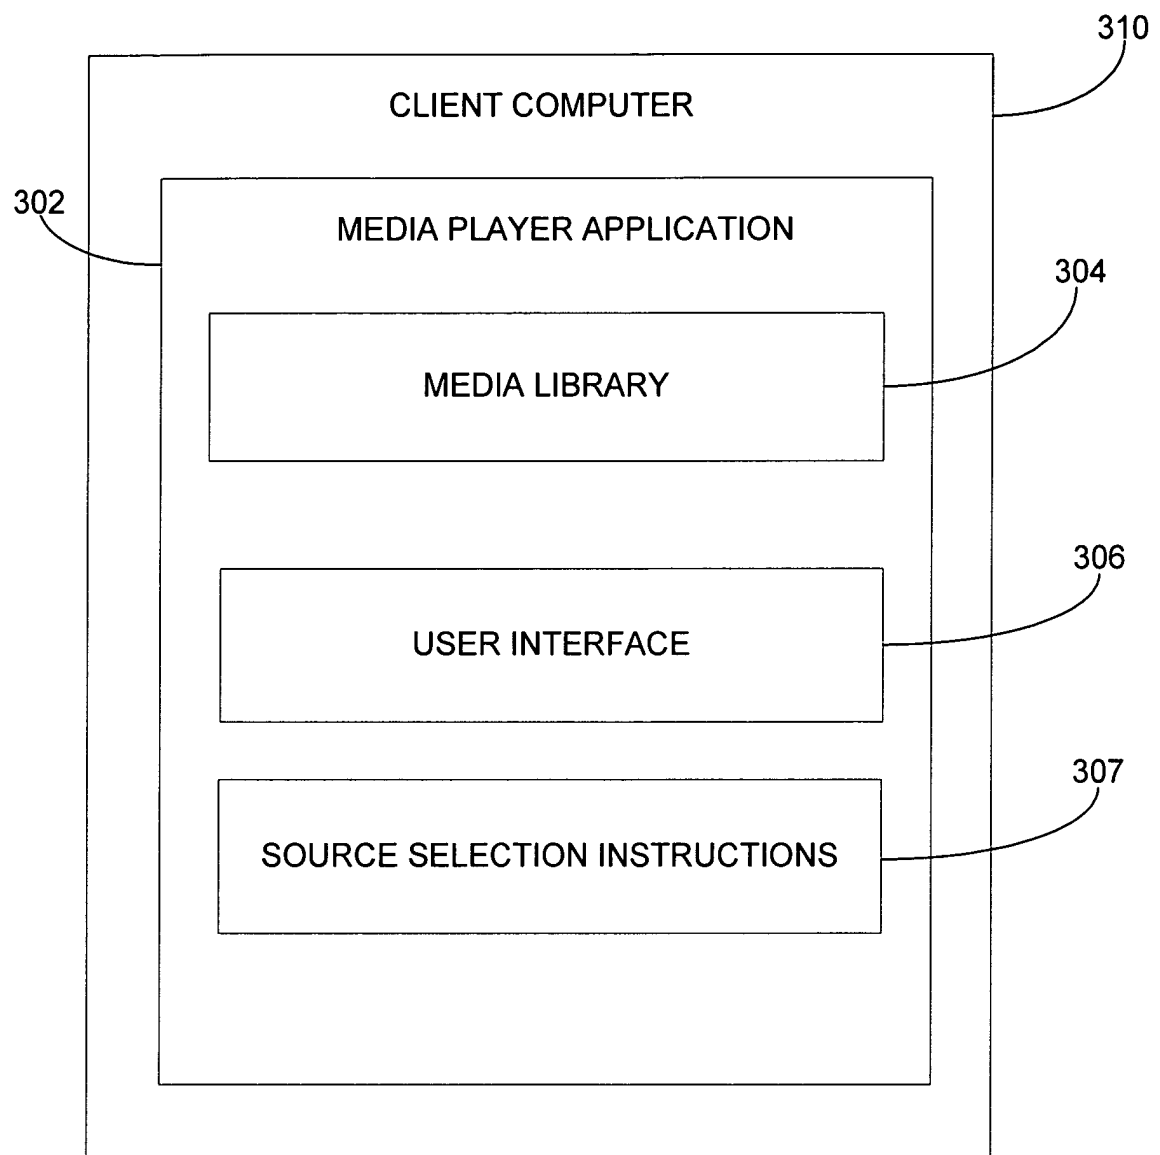 310
CLIENT COMPUTER
302
MEDIA PLAYER APPLICATION
304
MEDIA LIBRARY
306
USER INTERFACE
307
SOURCE SELECTION INSTRUCTIONS